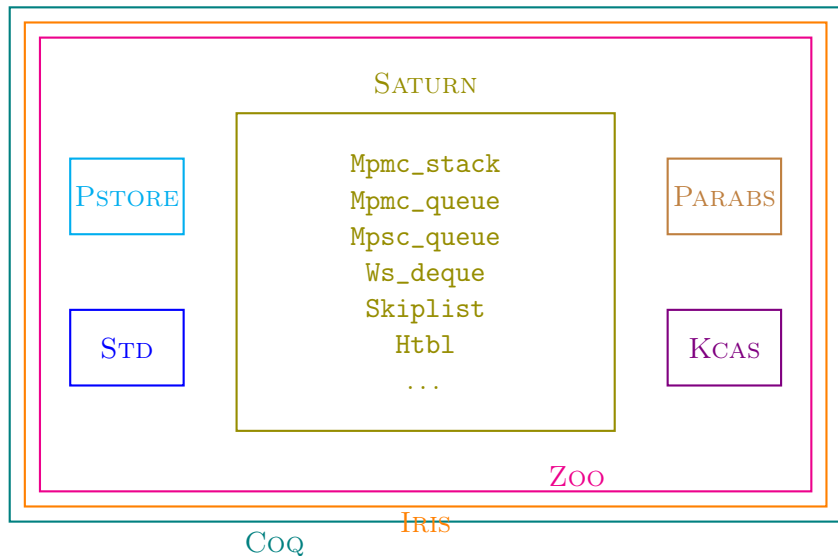 SATURN
Mpmc_stack
Mpmc_queue
Mpsc_queue
Ws_deque
Skiplist
Htbl
...
PSTORE
PARABS
STD
KCAS
ZOO
IRIS
COQ